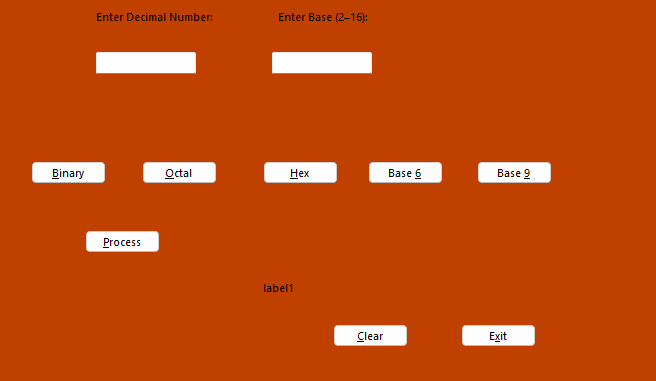 Enter Decimal Number: Enter Base (2–16):
Binary Octal Hex Base 6 Base 9
Process
label1
Clear Exit